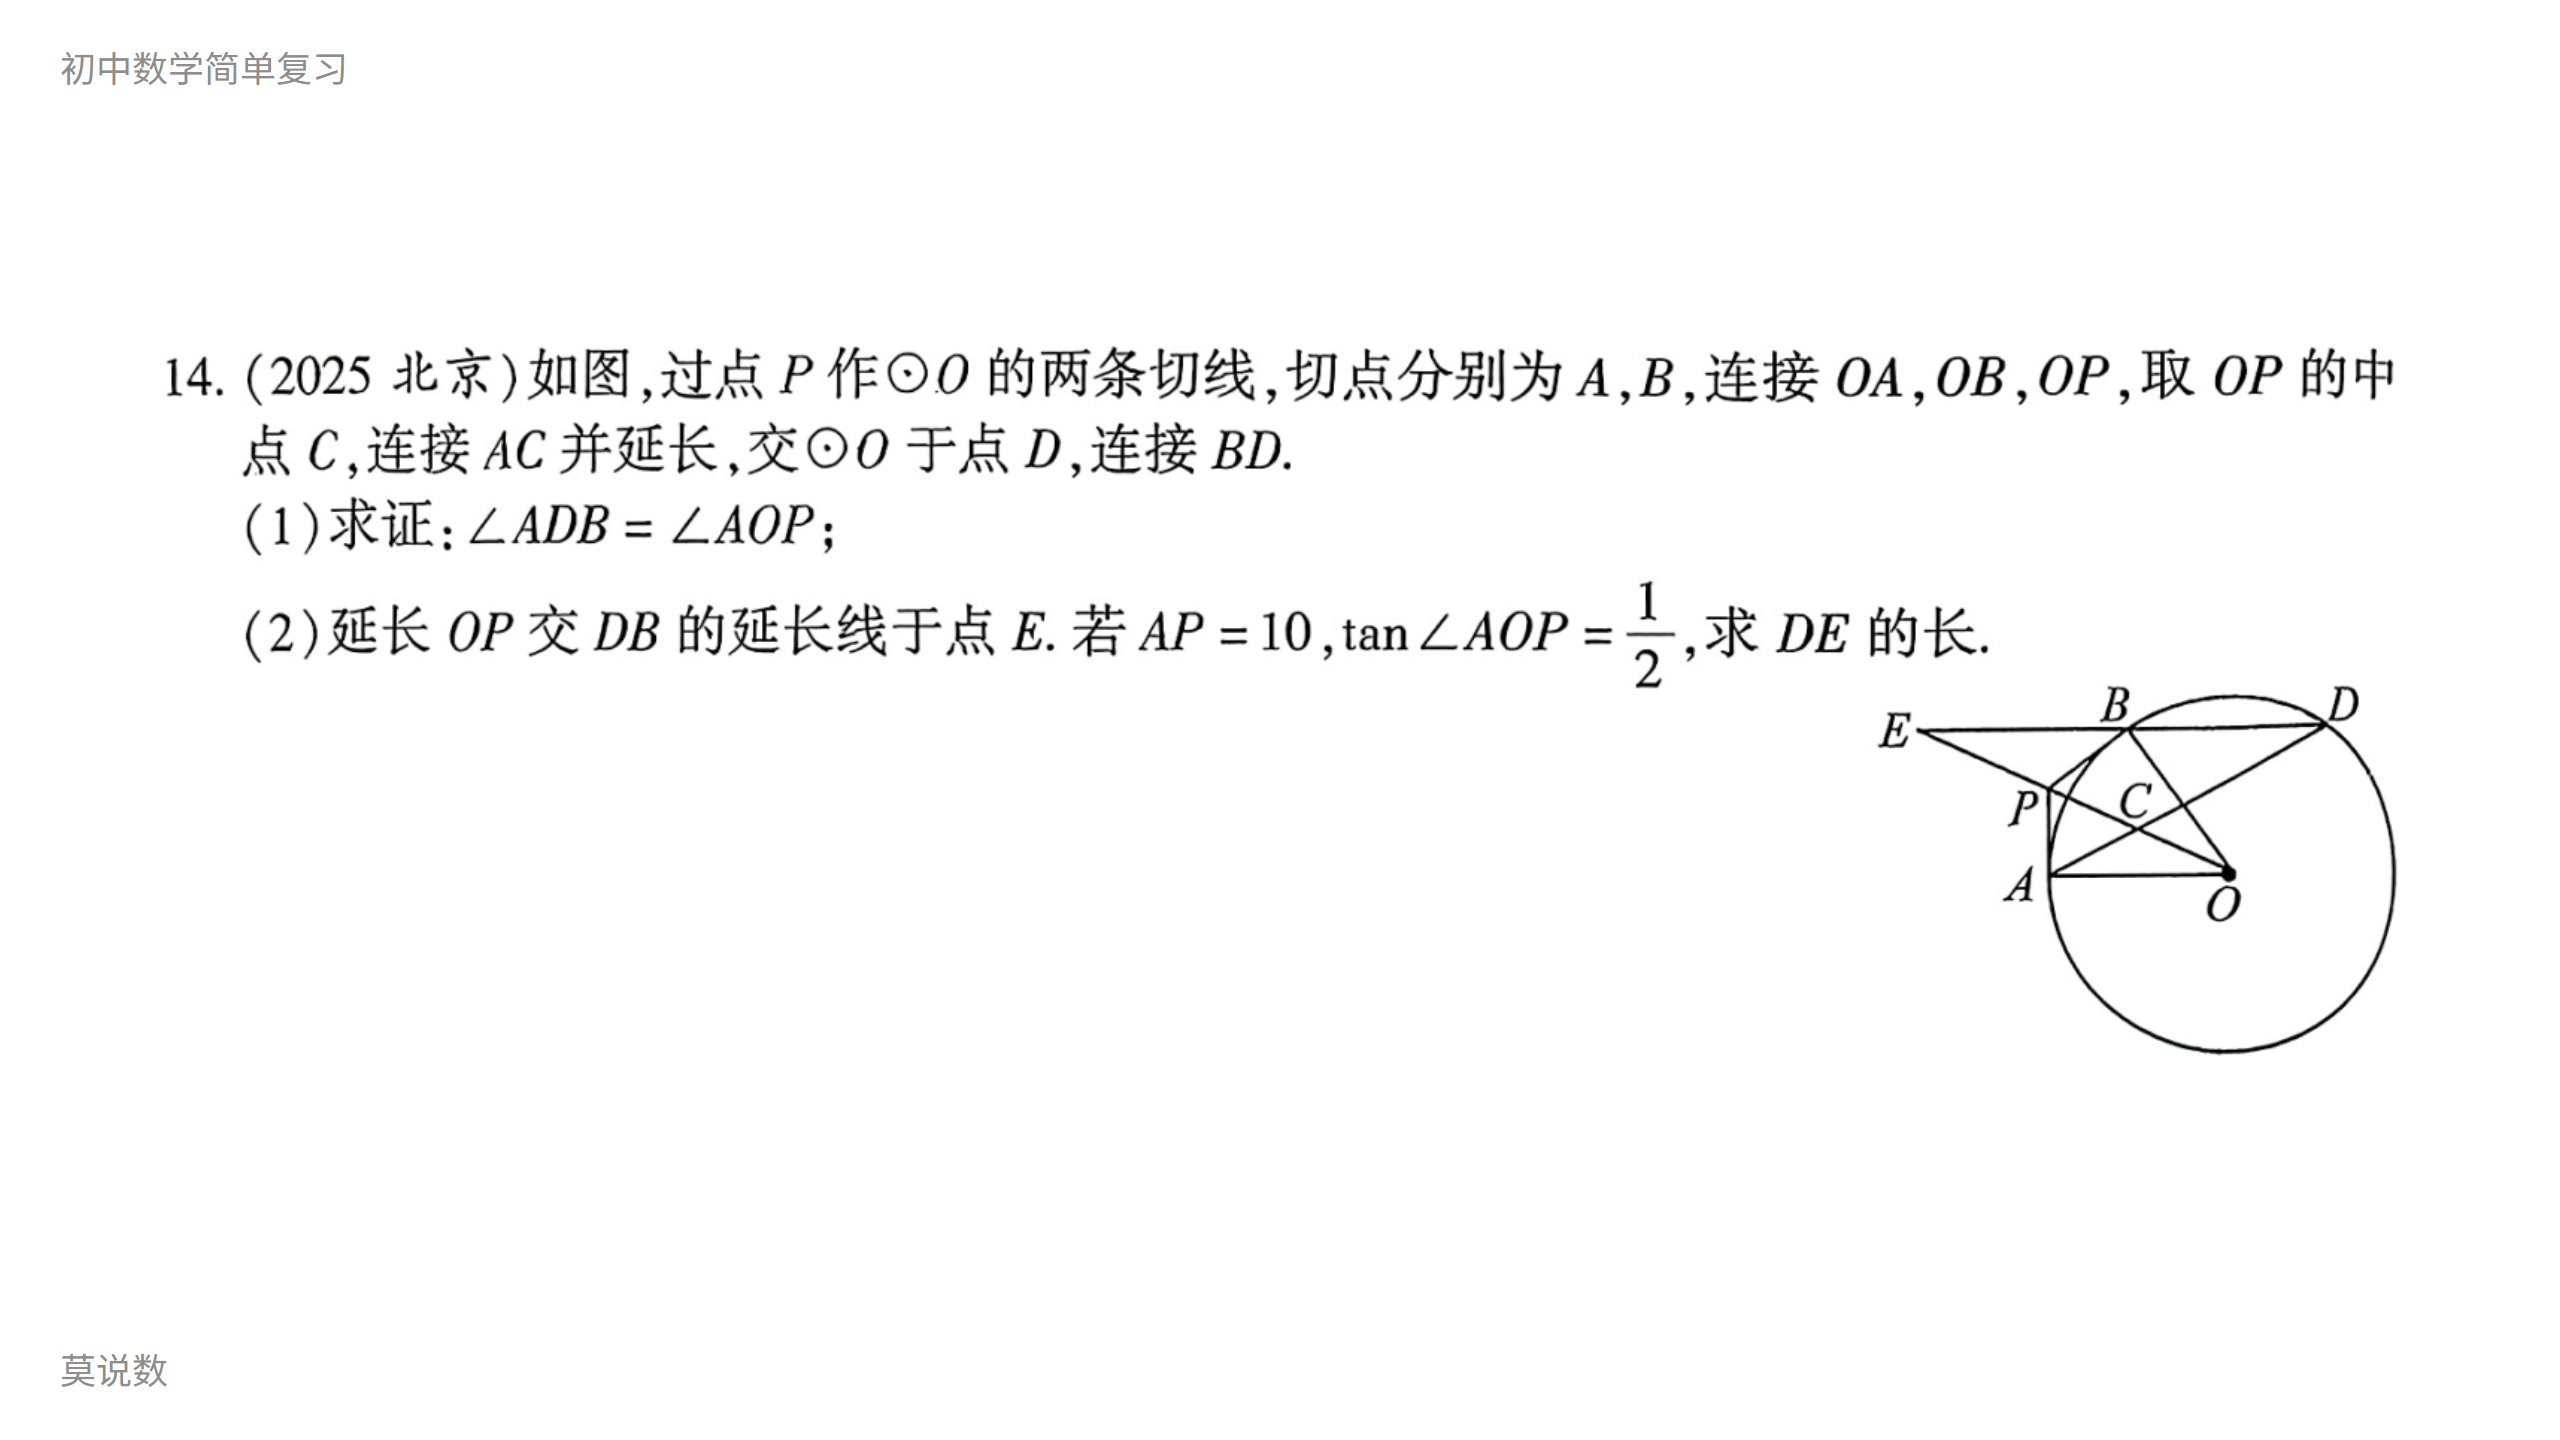 初中数学简单复习
14. (2025 北京)如图,过点 P 作⊙O 的两条切线,切点分别为 A,B,连接 OA,OB,OP,取 OP 的中
点 C,连接 AC 并延长,交⊙O 于点 D,连接 BD.
(1)求证:∠ADB = ∠AOP;
(2)延长 OP 交 DB 的延长线于点 E. 若 AP = 10,tan∠AOP = 1/2,求 DE 的长.
B D
E
C
P
A
O
莫说数